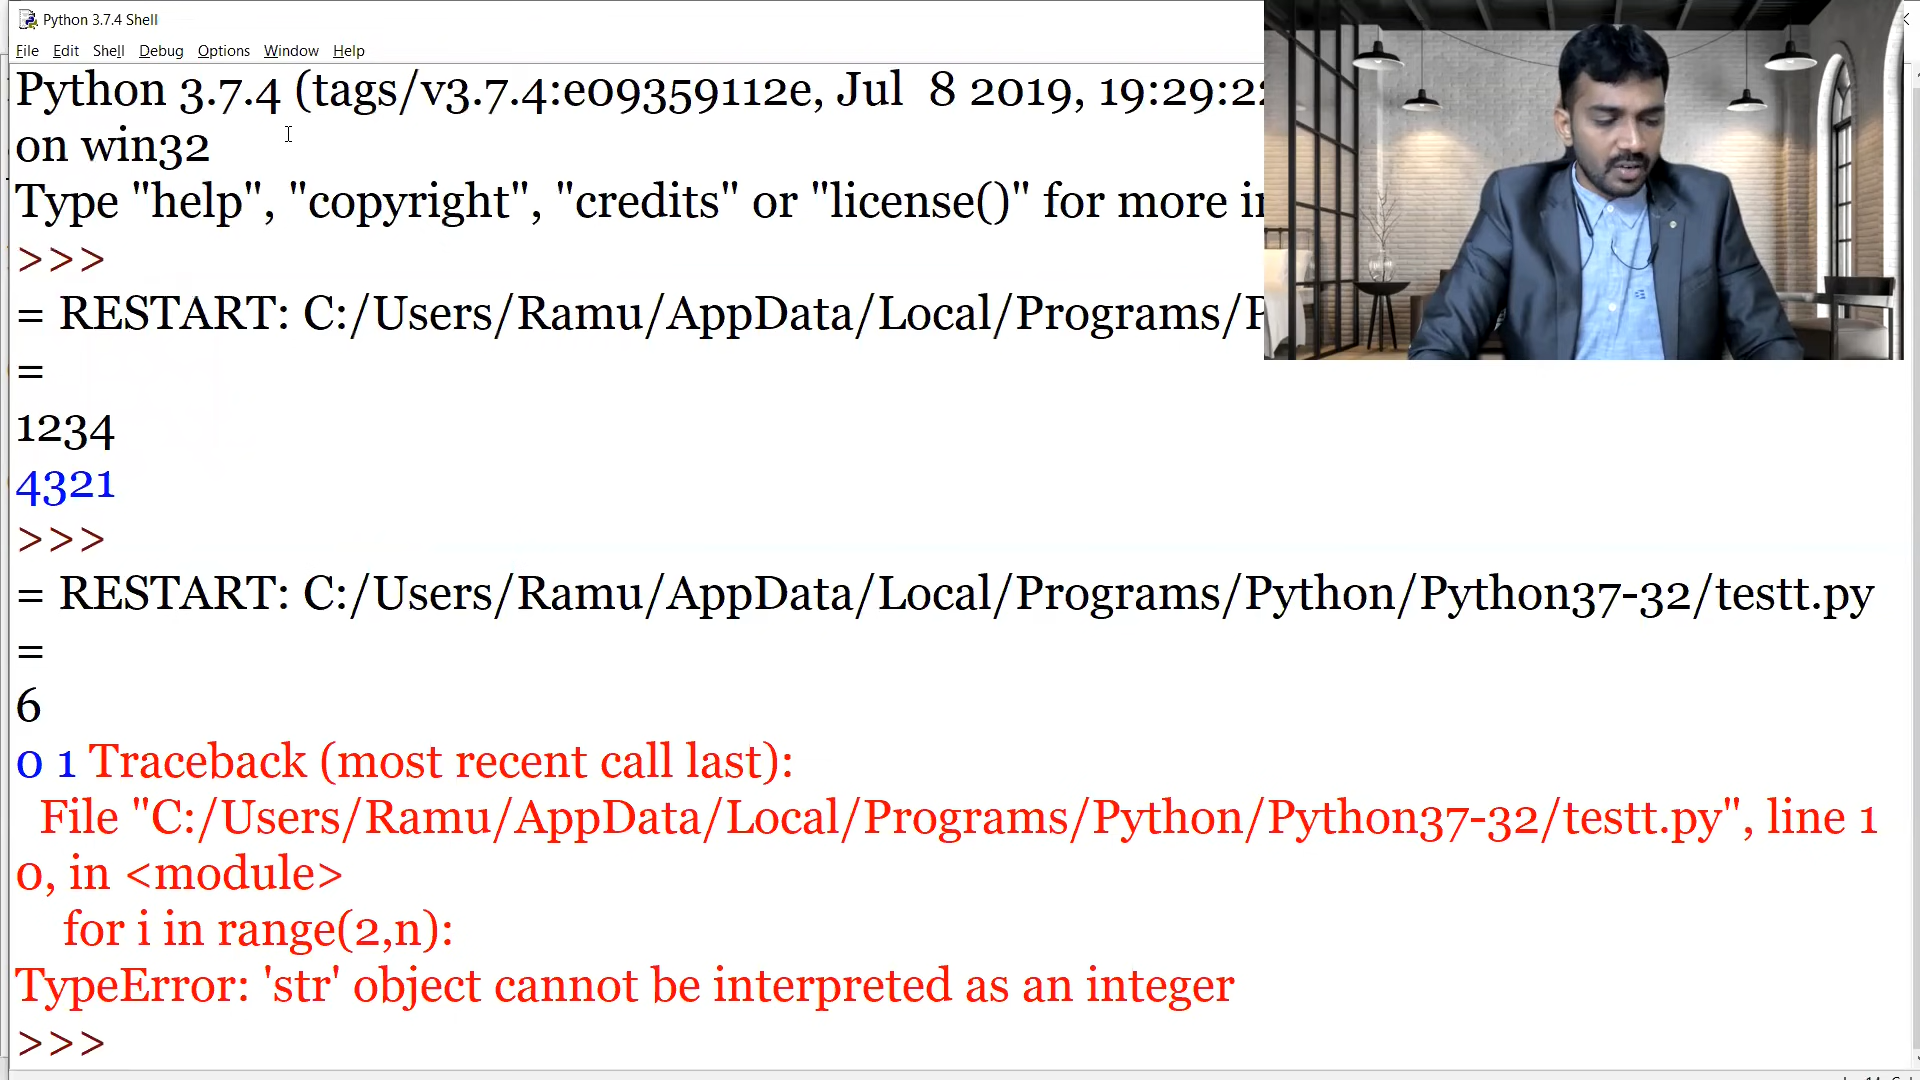 Python 3.7.4 Shell
File Edit Shell Debug Options Window Help
Python 3.7.4 (tags/v3.7.4:e09359112e, Jul  8 2019, 19:29:22
on win32
Type "help", "copyright", "credits" or "license()" for more
>>>
= RESTART: C:/Users/Ramu/AppData/Local/Programs/P
=
1234
4321
>>>
= RESTART: C:/Users/Ramu/AppData/Local/Programs/Python/Python37-32/testt.py
=
6
0 1 Traceback (most recent call last):
  File "C:/Users/Ramu/AppData/Local/Programs/Python/Python37-32/testt.py", line 1
0, in <module>
    for i in range(2,n):
TypeError: 'str' object cannot be interpreted as an integer
>>>